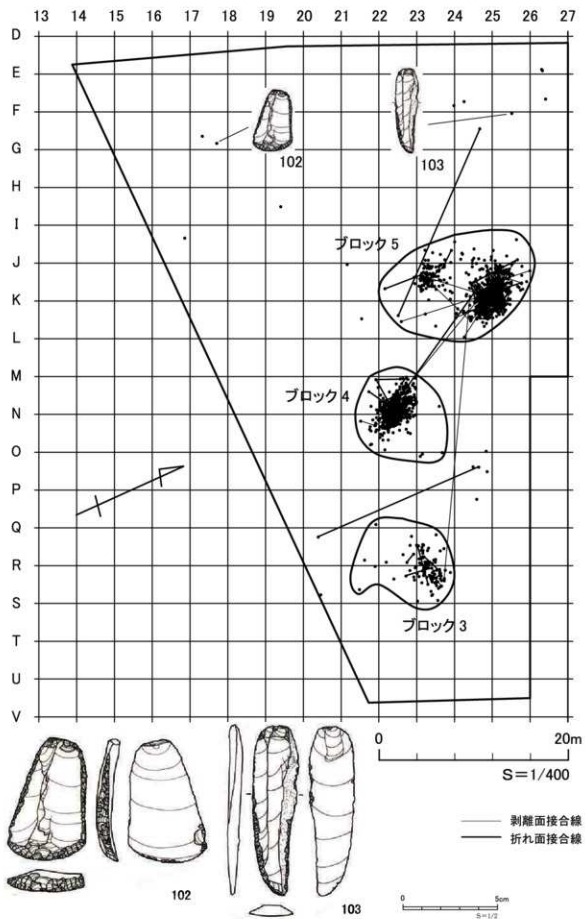 13 14 15 16 17 18 19 20 21 22 23 24 25 26 27
D
E
F
G
H
I
J
K
L
M
N
O
P
Q
R
S
T
U
V
102
103
ブロック5
ブロック4
ブロック3
0 20m
S=1/400
剥離面接合線
折れ面接合線
102
103
0 5cm
S=1/2